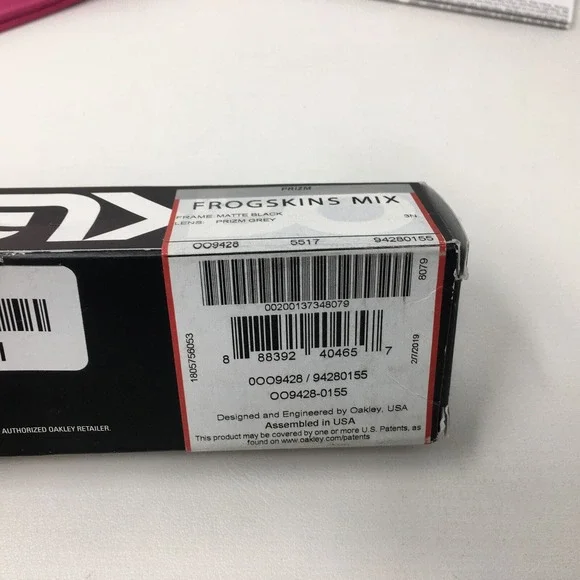 PRIZM
FROGSKINS MIX
FRAME: MATTE BLACK 3N
LENS: PRIZM GREY
OO9428 5517 94280155
00200137348079
8079
1805756053
8 88392 40465 7
2/7/2019
0OO9428 / 94280155
OO9428-0155
Designed and Engineered by Oakley, USA
Assembled in USA
This product may be covered by one or more U.S. Patents, as
found on www.oakley.com/patents
AUTHORIZED OAKLEY RETAILER.